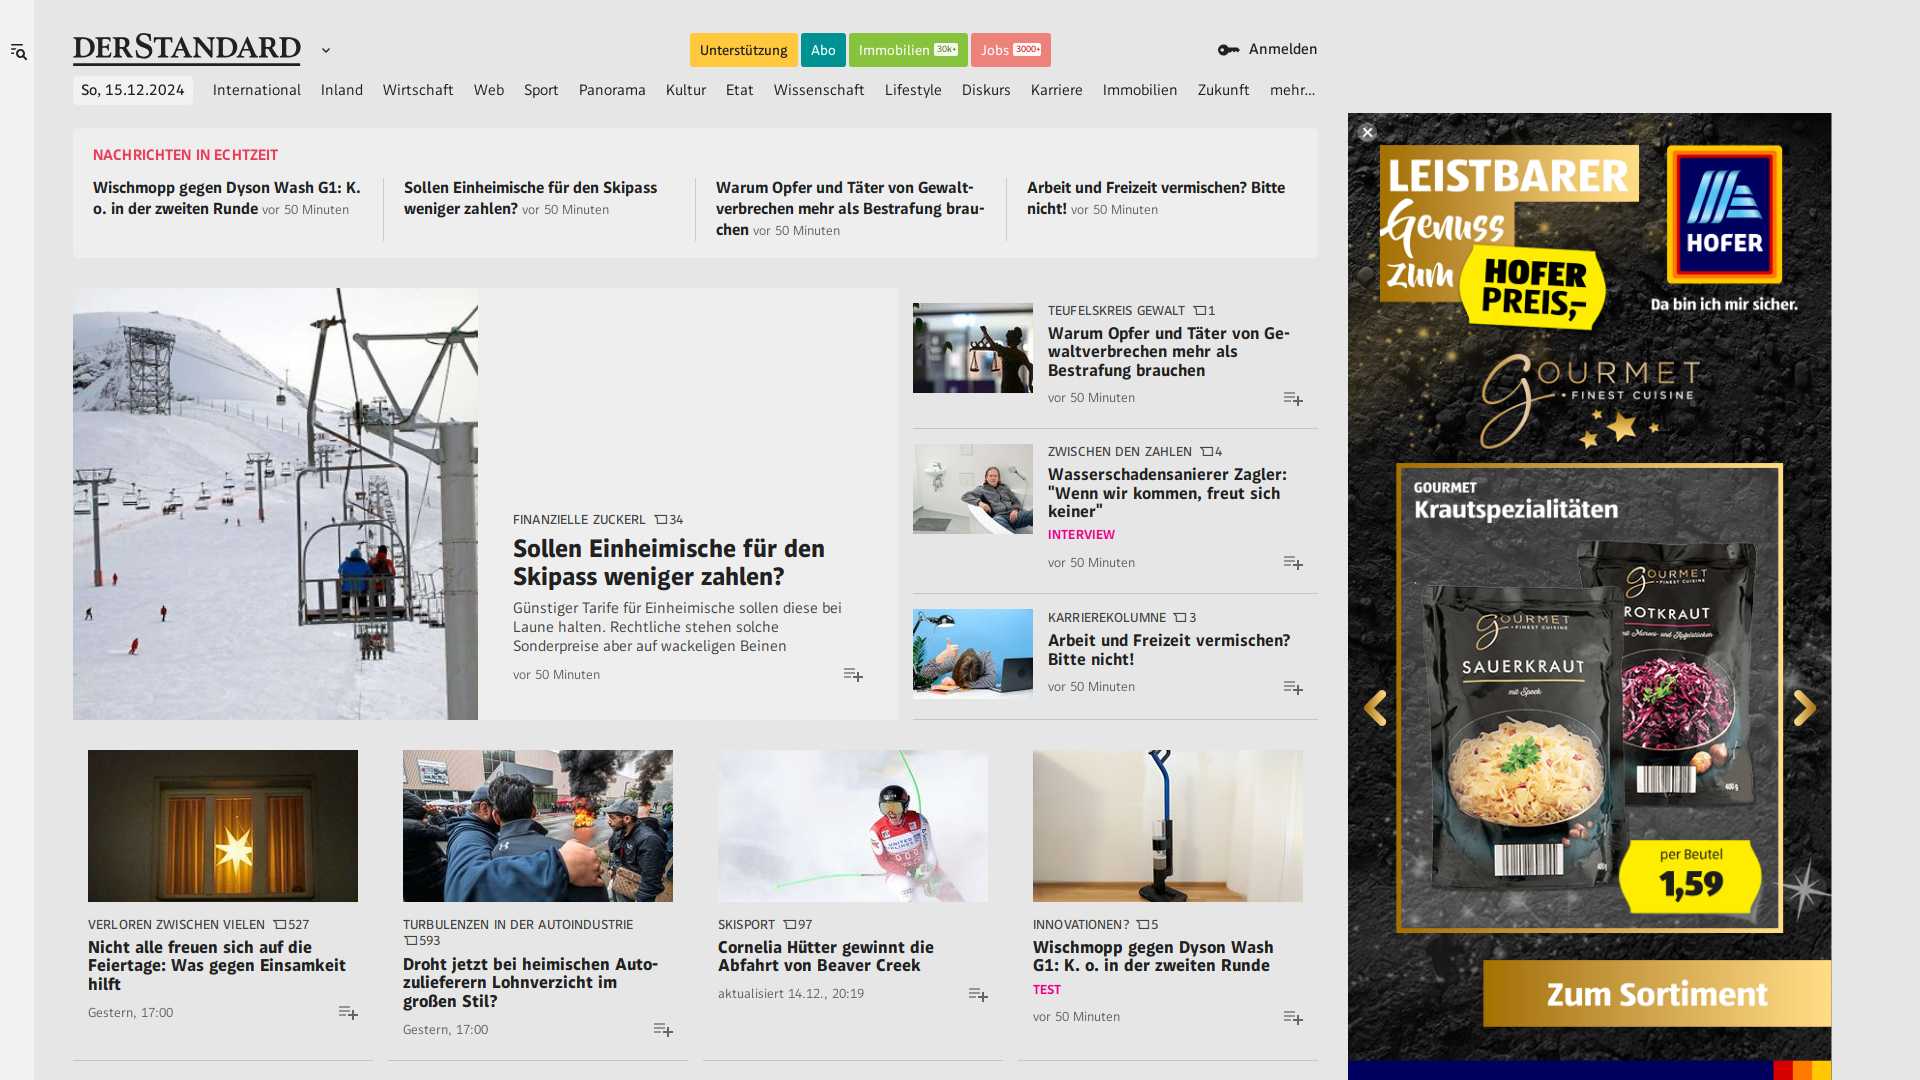 DERSTANDARD
Unterstützung
Abo
Immobilien 30k+
Jobs 3000+
Anmelden
So, 15.12.2024
International
Inland
Wirtschaft
Web
Sport
Panorama
Kultur
Etat
Wissenschaft
Lifestyle
Diskurs
Karriere
Immobilien
Zukunft
mehr...
NACHRICHTEN IN ECHTZEIT
Wischmopp gegen Dyson Wash G1: K.
o. in der zweiten Runde vor 50 Minuten
Sollen Einheimische für den Skipass
weniger zahlen? vor 50 Minuten
Warum Opfer und Täter von Gewalt-
verbrechen mehr als Bestrafung brau-
chen vor 50 Minuten
Arbeit und Freizeit vermischen? Bitte
nicht! vor 50 Minuten
FINANZIELLE ZUCKERL 34
Sollen Einheimische für den
Skipass weniger zahlen?
Günstiger Tarife für Einheimische sollen diese bei
Laune halten. Rechtliche stehen solche
Sonderpreise aber auf wackeligen Beinen
vor 50 Minuten
TEUFELSKREIS GEWALT 1
Warum Opfer und Täter von Ge-
waltverbrechen mehr als
Bestrafung brauchen
vor 50 Minuten
ZWISCHEN DEN ZAHLEN 4
Wasserschadensanierer Zagler:
"Wenn wir kommen, freut sich
keiner"
INTERVIEW
vor 50 Minuten
KARRIEREKOLUMNE 3
Arbeit und Freizeit vermischen?
Bitte nicht!
vor 50 Minuten
VERLOREN ZWISCHEN VIELEN 527
Nicht alle freuen sich auf die
Feiertage: Was gegen Einsamkeit
hilft
Gestern, 17:00
TURBULENZEN IN DER AUTOINDUSTRIE
593
Droht jetzt bei heimischen Auto-
zulieferern Lohnverzicht im
großen Stil?
Gestern, 17:00
SKISPORT 97
Cornelia Hütter gewinnt die
Abfahrt von Beaver Creek
aktualisiert 14.12., 20:19
INNOVATIONEN? 5
Wischmopp gegen Dyson Wash
G1: K. o. in der zweiten Runde
TEST
vor 50 Minuten
LEISTBARER
Genuss
zum
HOFER
PREIS,-
HOFER
Da bin ich mir sicher.
GOURMET
FINEST CUISINE
GOURMET
Krautspezialitäten
GOURMET
FINEST CUISINE
ROTKRAUT
GOURMET
FINEST CUISINE
SAUERKRAUT
mit Speck
400 g
per Beutel
1,59
Zum Sortiment